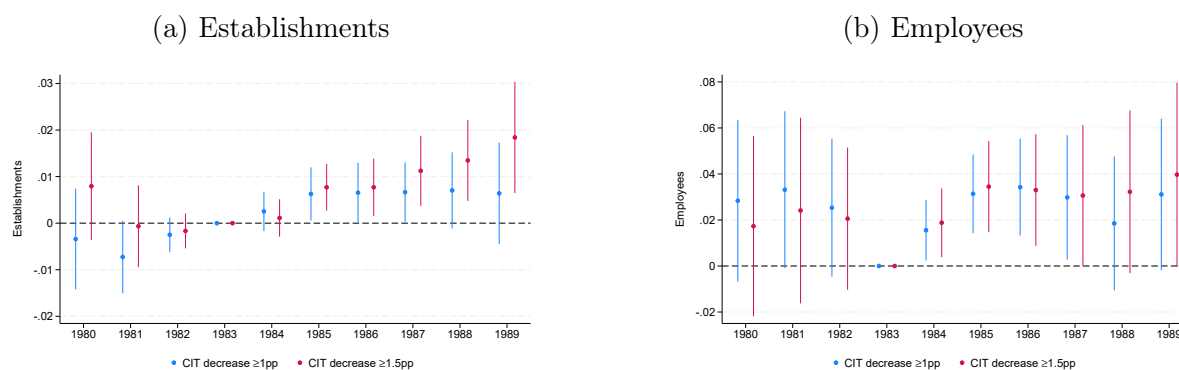 (a) Establishments
Establishments
.03
.02
.01
0
-.01
-.02
1980 1981 1982 1983 1984 1985 1986 1987 1988 1989
CIT decrease ≥1pp CIT decrease ≥1.5pp
(b) Employees
Employees
.08
.06
.04
.02
0
-.02
1980 1981 1982 1983 1984 1985 1986 1987 1988 1989
CIT decrease ≥1pp CIT decrease ≥1.5pp